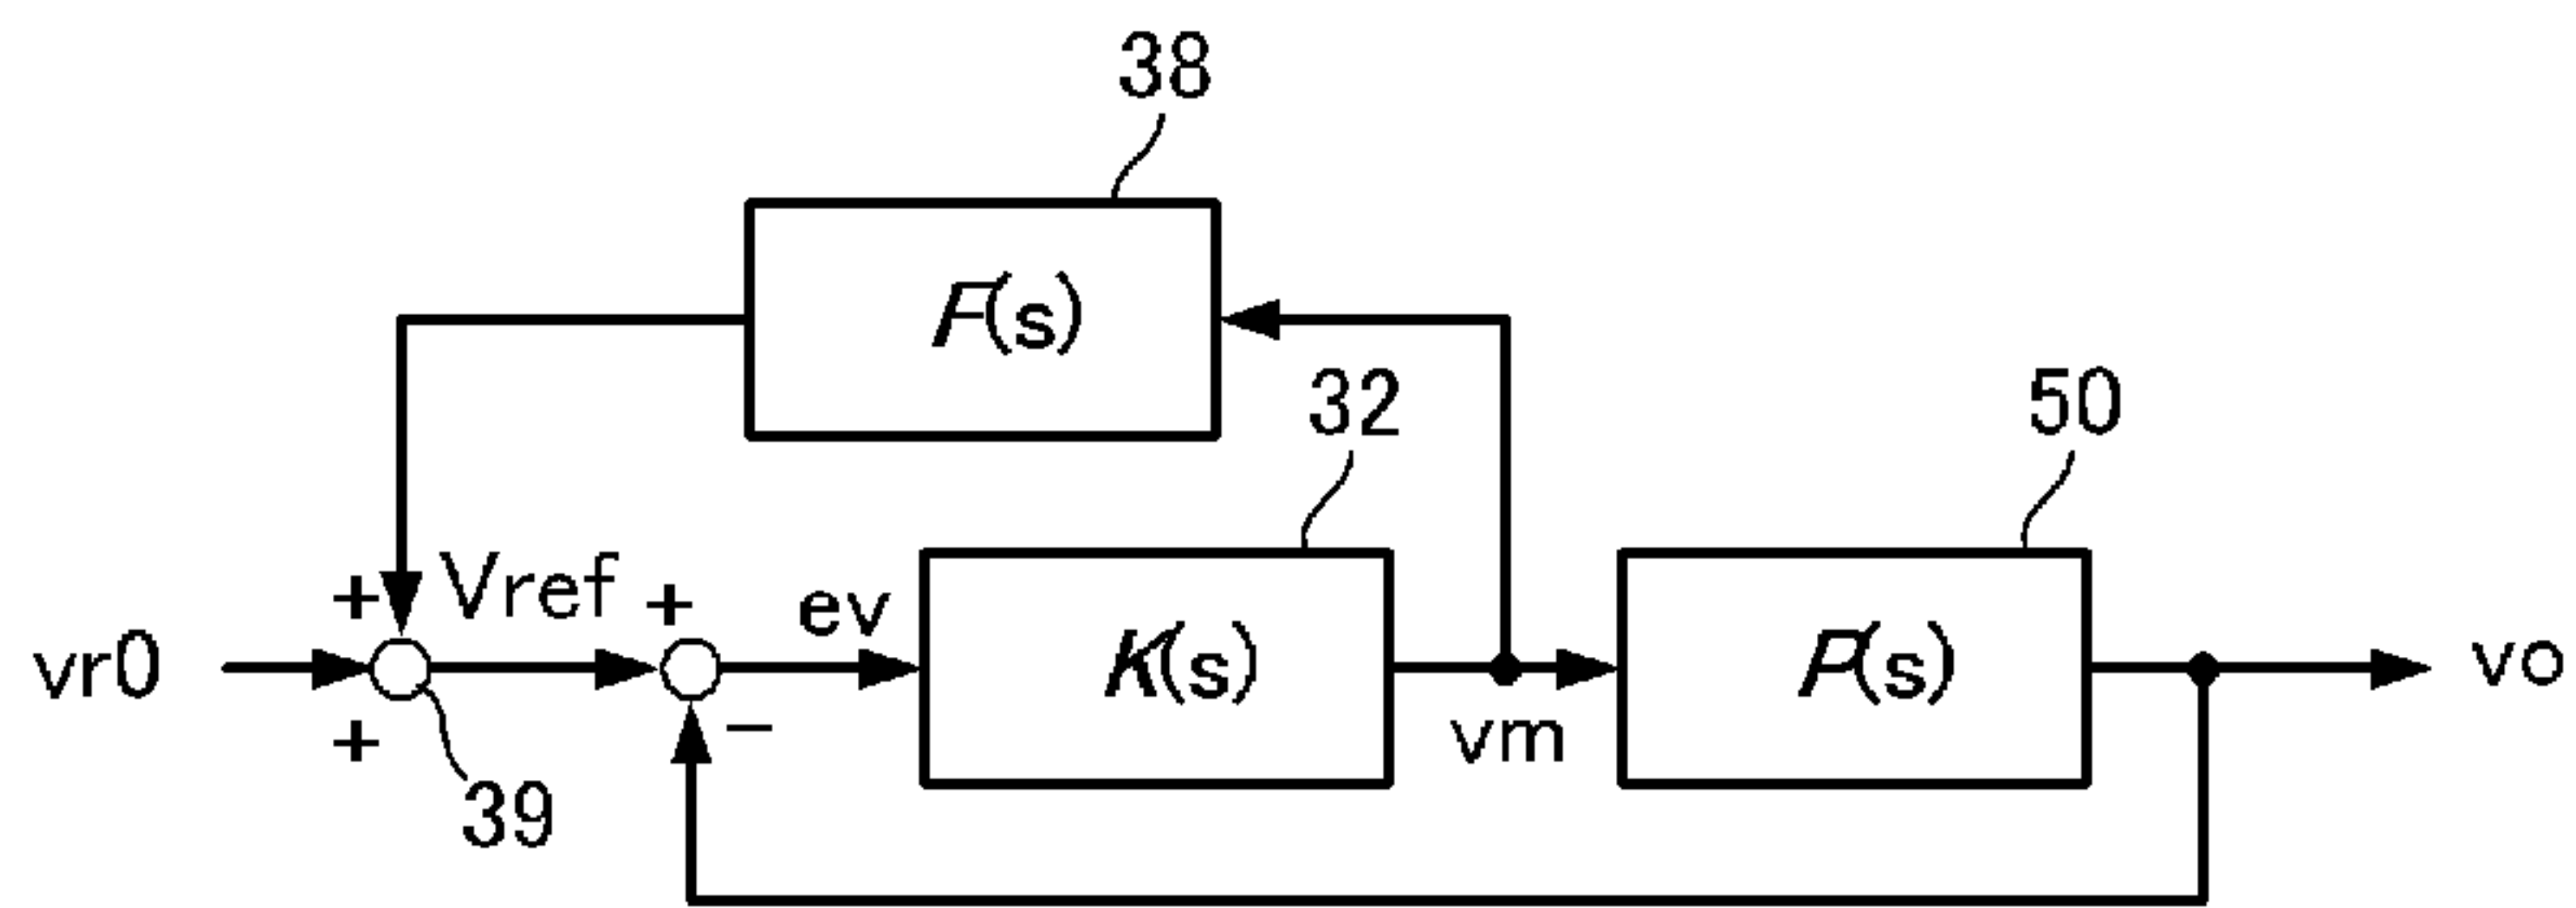 38
F(s)
32
50
+ Vref + ev
vr0 K(s) P(s) vo
+ − vm
39